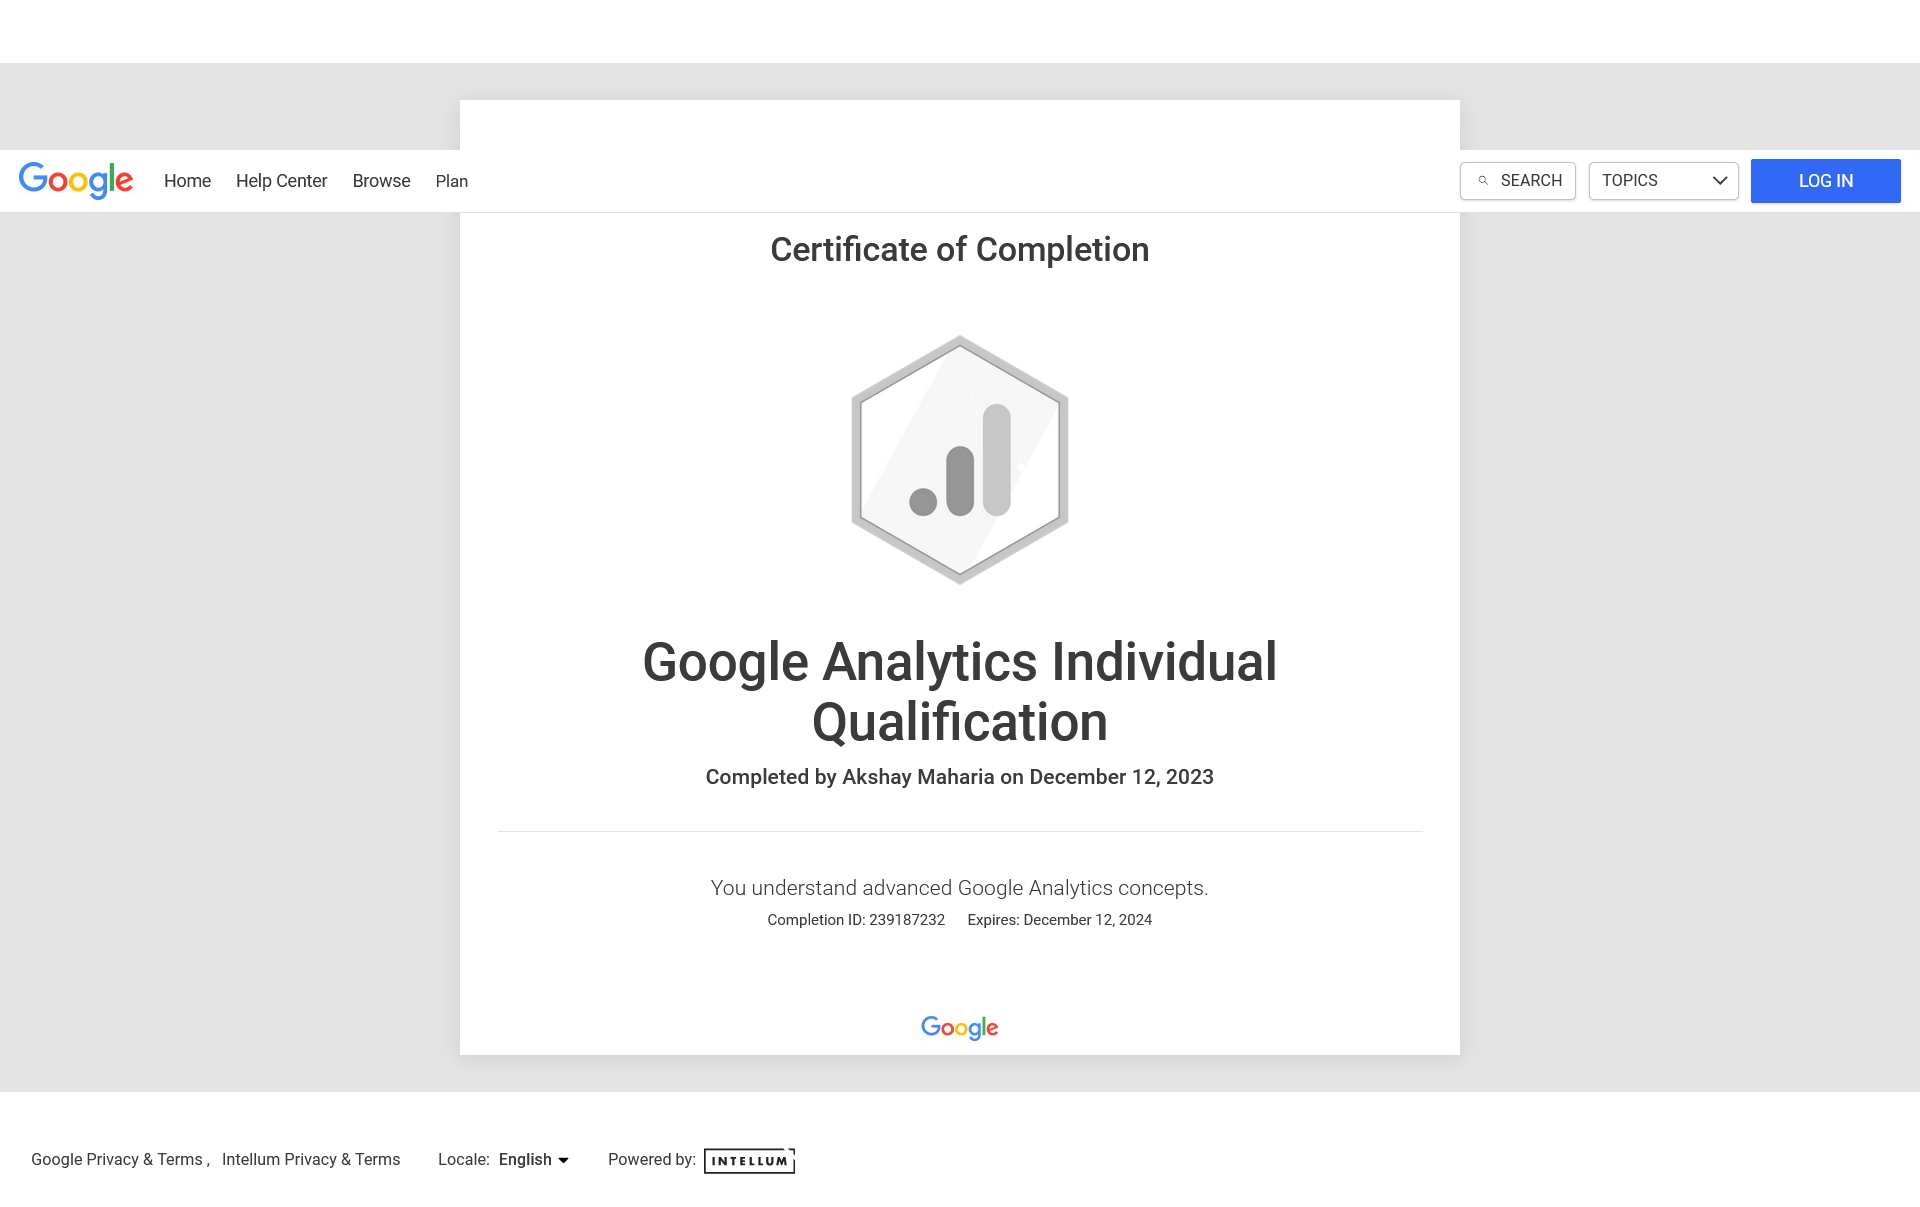 Google Home Help Center Browse Plan SEARCH TOPICS LOG IN
Certificate of Completion
Google Analytics Individual
Qualification
Completed by Akshay Maharia on December 12, 2023
You understand advanced Google Analytics concepts.
Completion ID: 239187232 Expires: December 12, 2024
Google
Google Privacy & Terms , Intellum Privacy & Terms Locale: English Powered by: INTELLUM